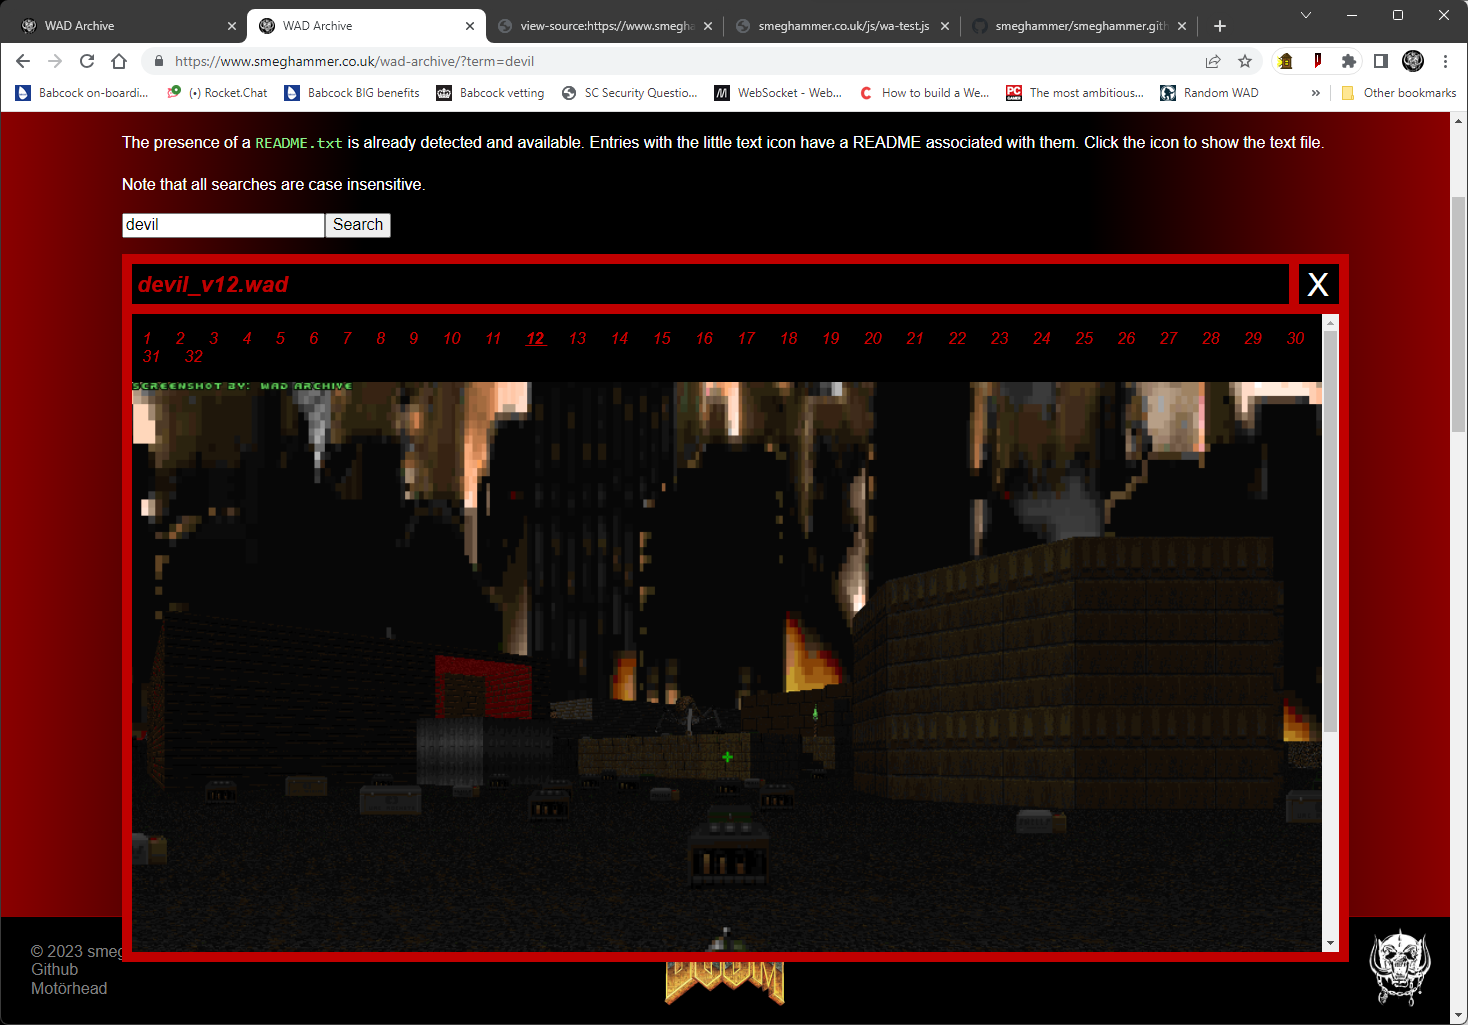 WAD Archive
WAD Archive
view-source:https://www.smegha
smeghammer.co.uk/js/wa-test.js
smeghammer/smeghammer.gith
https://www.smeghammer.co.uk/wad-archive/?term=devil
Babcock on-boardi...
(•) Rocket.Chat
Babcock BIG benefits
Babcock vetting
SC Security Questio...
WebSocket - Web...
How to build a We...
The most ambitious...
Random WAD
»
Other bookmarks
The presence of a README.txt is already detected and available. Entries with the little text icon have a README associated with them. Click the icon to show the text file.
Note that all searches are case insensitive.
devil
Search
devil_v12.wad
X
1 2 3 4 5 6 7 8 9 10 11 12 13 14 15 16 17 18 19 20 21 22 23 24 25 26 27 28 29 30
31 32
SCREENSHOT BY: WAD ARCHIVE
© 2023 smeg
Github
Motörhead
DOOM